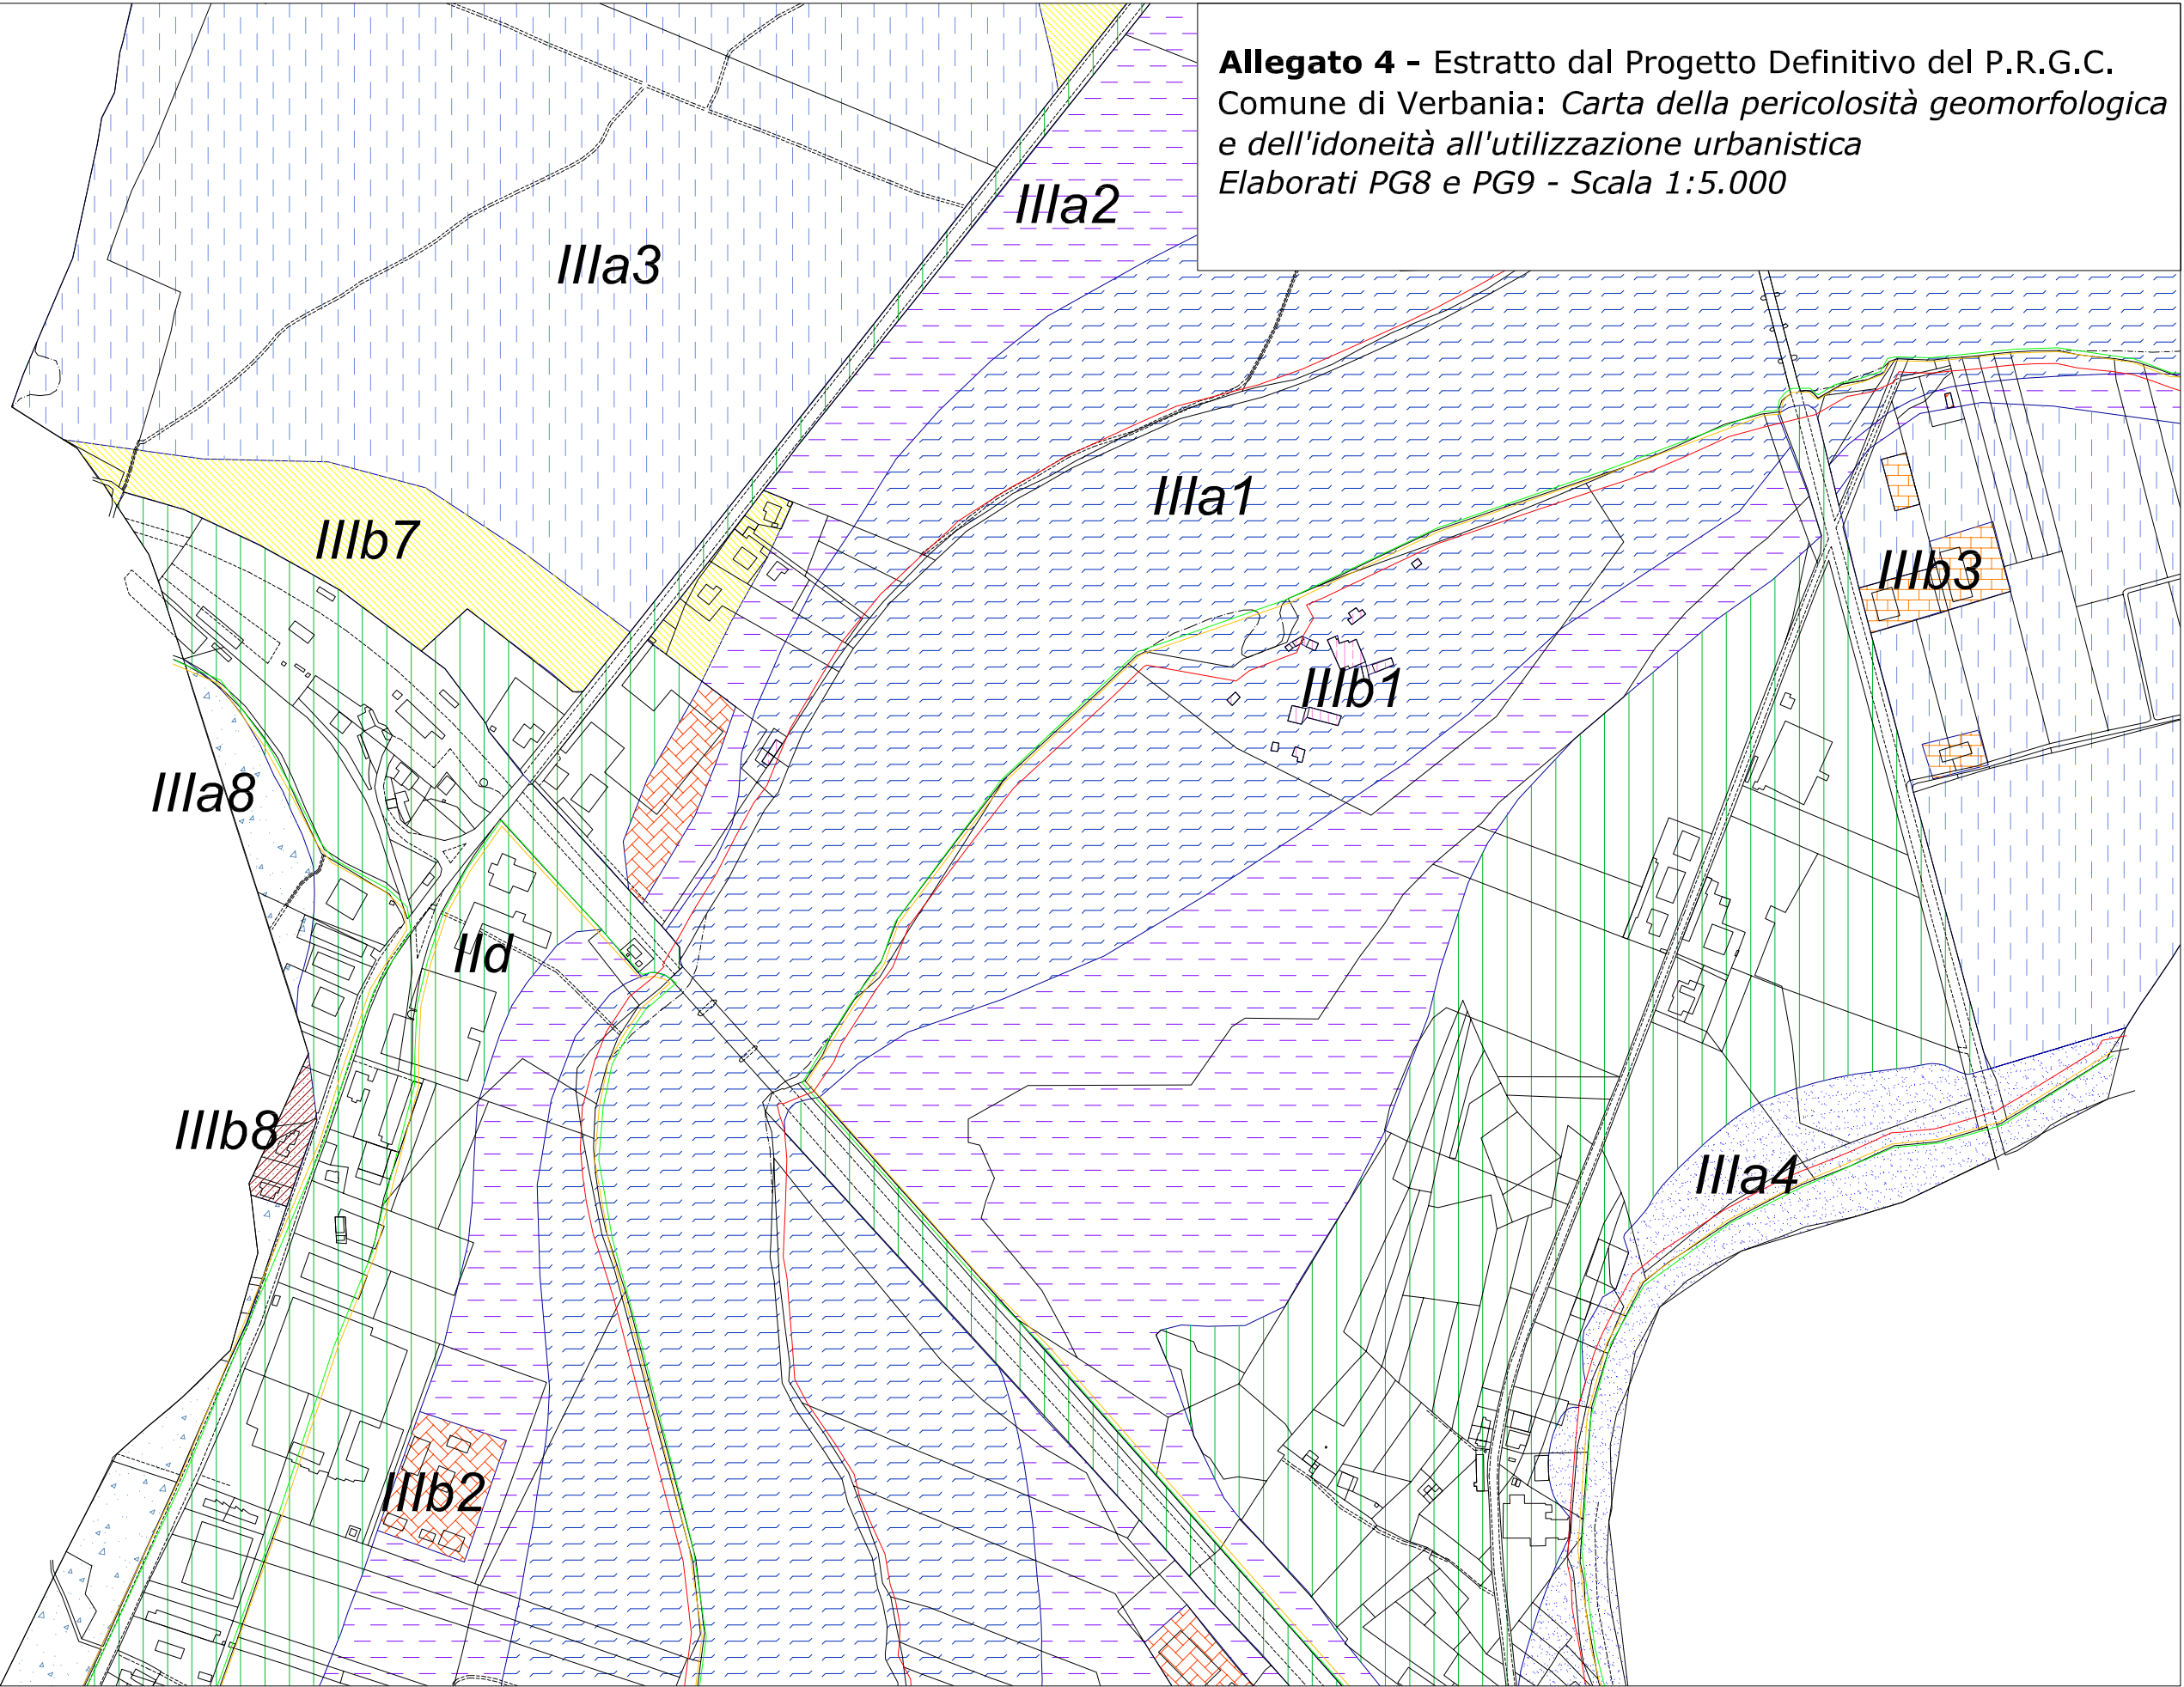 Allegato 4 - Estratto dal Progetto Definitivo del P.R.G.C.
Comune di Verbania: Carta della pericolosità geomorfologica
e dell'idoneità all'utilizzazione urbanistica
Elaborati PG8 e PG9 - Scala 1:5.000
IIIa2
IIIa3
IIIa1
IIIb7
IIIb3
IIIb1
IIIa8
IId
IIIb8
IIIa4
IIIb2